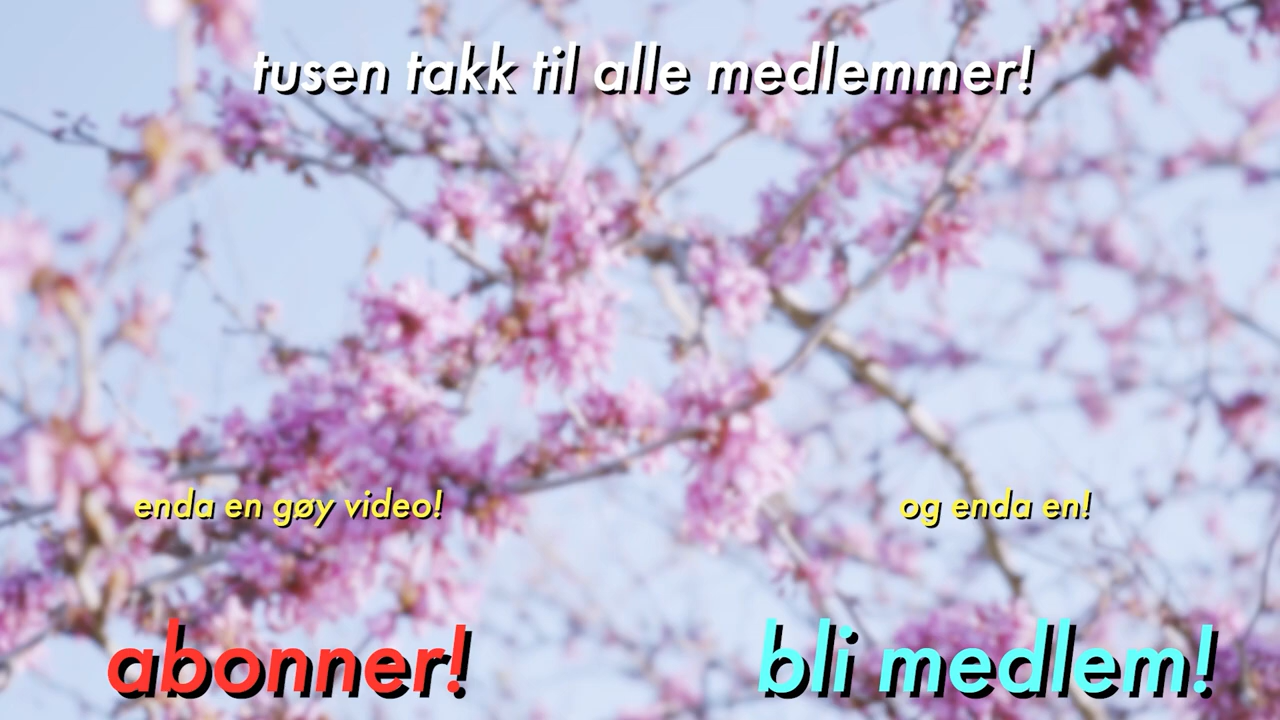 tusen takk til alle medlemmer!
enda en gøy video!
og enda en!
abonner!
bli medlem!